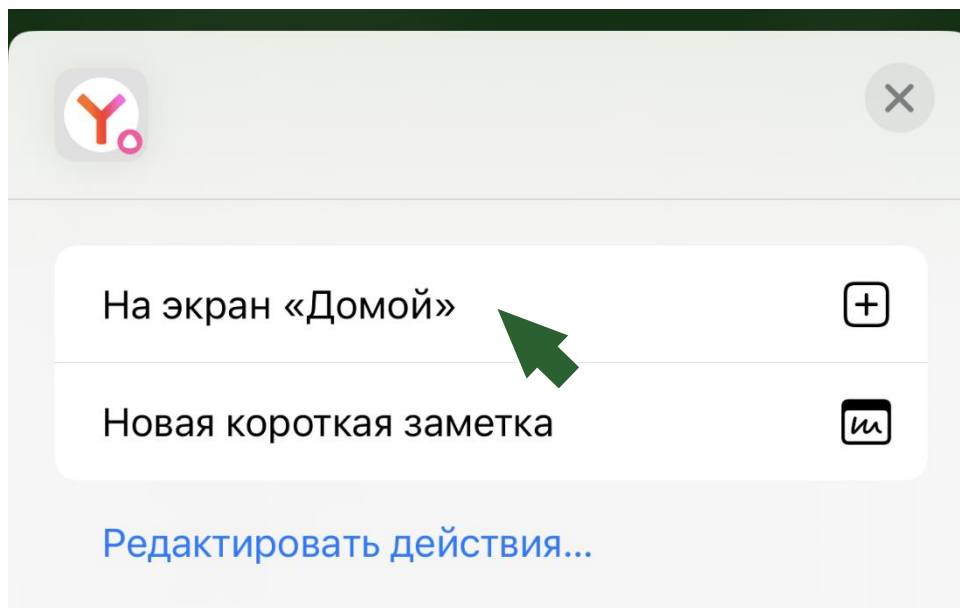 На экран «Домой»
Новая короткая заметка
Редактировать действия...